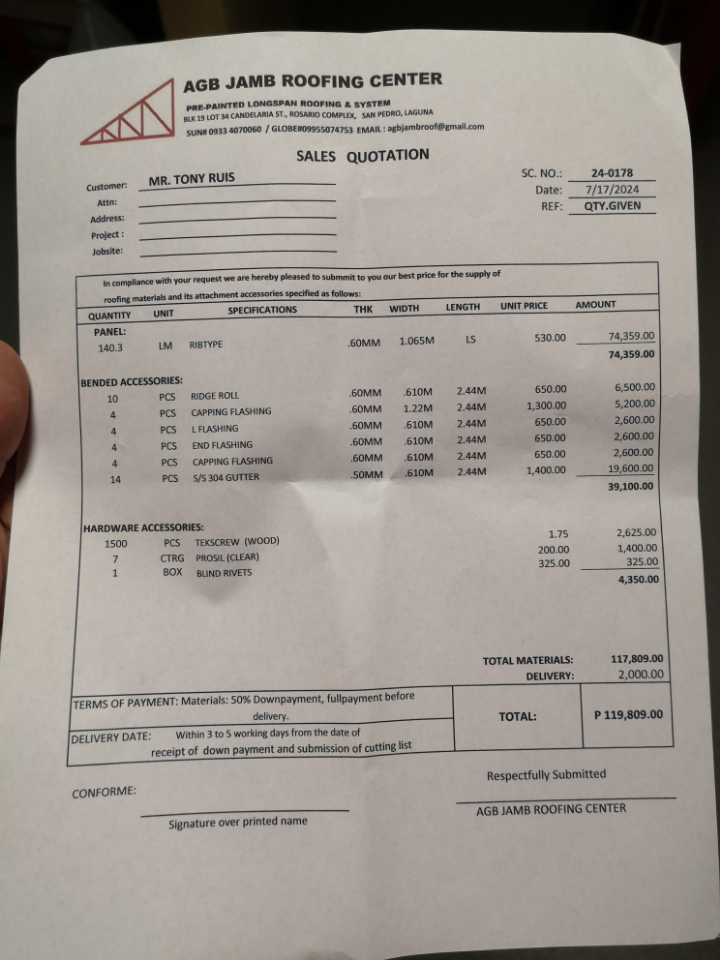 AGB JAMB ROOFING CENTER
PRE-PAINTED LONGSPAN ROOFING & SYSTEM
BLK 19 LOT 34 CANDELARIA ST., ROSARIO COMPLEX, SAN PEDRO, LAGUNA
SUN# 0933 4070060 / GLOBE#09955074753 EMAIL : agbjambroof@gmail.com
SALES QUOTATION
Customer: MR. TONY RUIS SC. NO.: 24-0178
Attn: Date: 7/17/2024
Address: REF: QTY.GIVEN
Project :
Jobsite:
In compliance with your request we are hereby pleased to submmit to you our best price for the supply of
roofing materials and its attachment accessories specified as follows:
QUANTITY UNIT SPECIFICATIONS THK WIDTH LENGTH UNIT PRICE AMOUNT
PANEL:
140.3 LM RIBTYPE .60MM 1.065M LS 530.00 74,359.00
74,359.00
BENDED ACCESSORIES:
10 PCS RIDGE ROLL .60MM .610M 2.44M 650.00 6,500.00
4 PCS CAPPING FLASHING .60MM 1.22M 2.44M 1,300.00 5,200.00
4 PCS L FLASHING .60MM .610M 2.44M 650.00 2,600.00
4 PCS END FLASHING .60MM .610M 2.44M 650.00 2,600.00
4 PCS CAPPING FLASHING .60MM .610M 2.44M 650.00 2,600.00
14 PCS S/S 304 GUTTER .50MM .610M 2.44M 1,400.00 19,600.00
39,100.00
HARDWARE ACCESSORIES:
1500 PCS TEKSCREW (WOOD) 1.75 2,625.00
7 CTRG PROSIL (CLEAR) 200.00 1,400.00
1 BOX BLIND RIVETS 325.00 325.00
4,350.00
TOTAL MATERIALS: 117,809.00
DELIVERY: 2,000.00
TERMS OF PAYMENT: Materials: 50% Downpayment, fullpayment before
delivery.
TOTAL: P 119,809.00
DELIVERY DATE: Within 3 to 5 working days from the date of
receipt of down payment and submission of cutting list
CONFORME: Respectfully Submitted
Signature over printed name AGB JAMB ROOFING CENTER